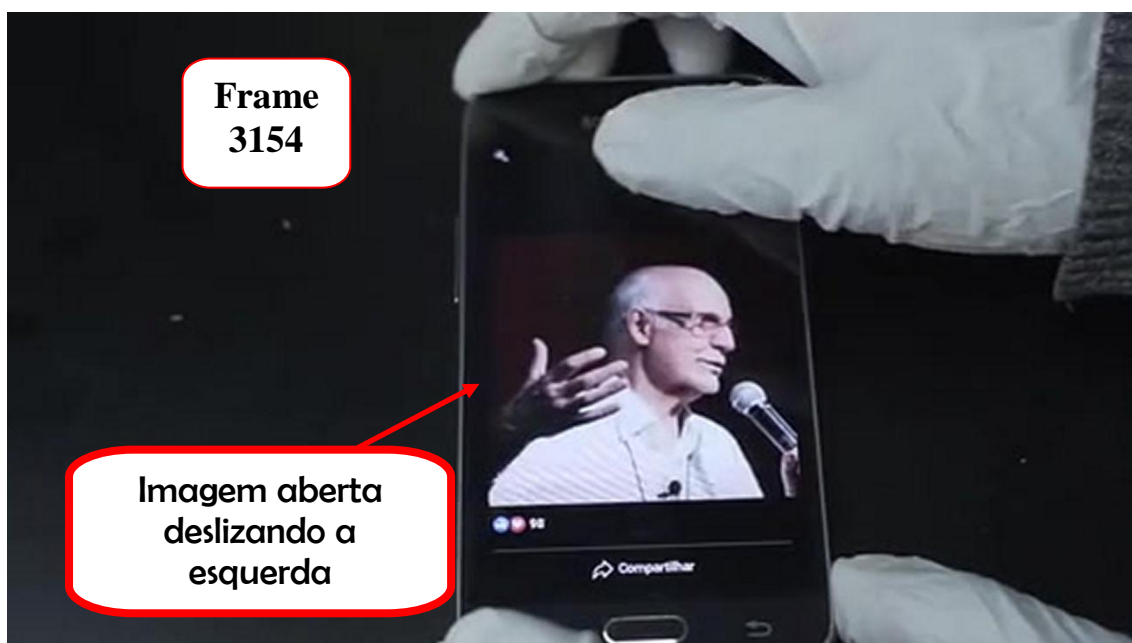 Frame
3154
Imagem aberta
deslizando a
esquerda
98
Compartilhar